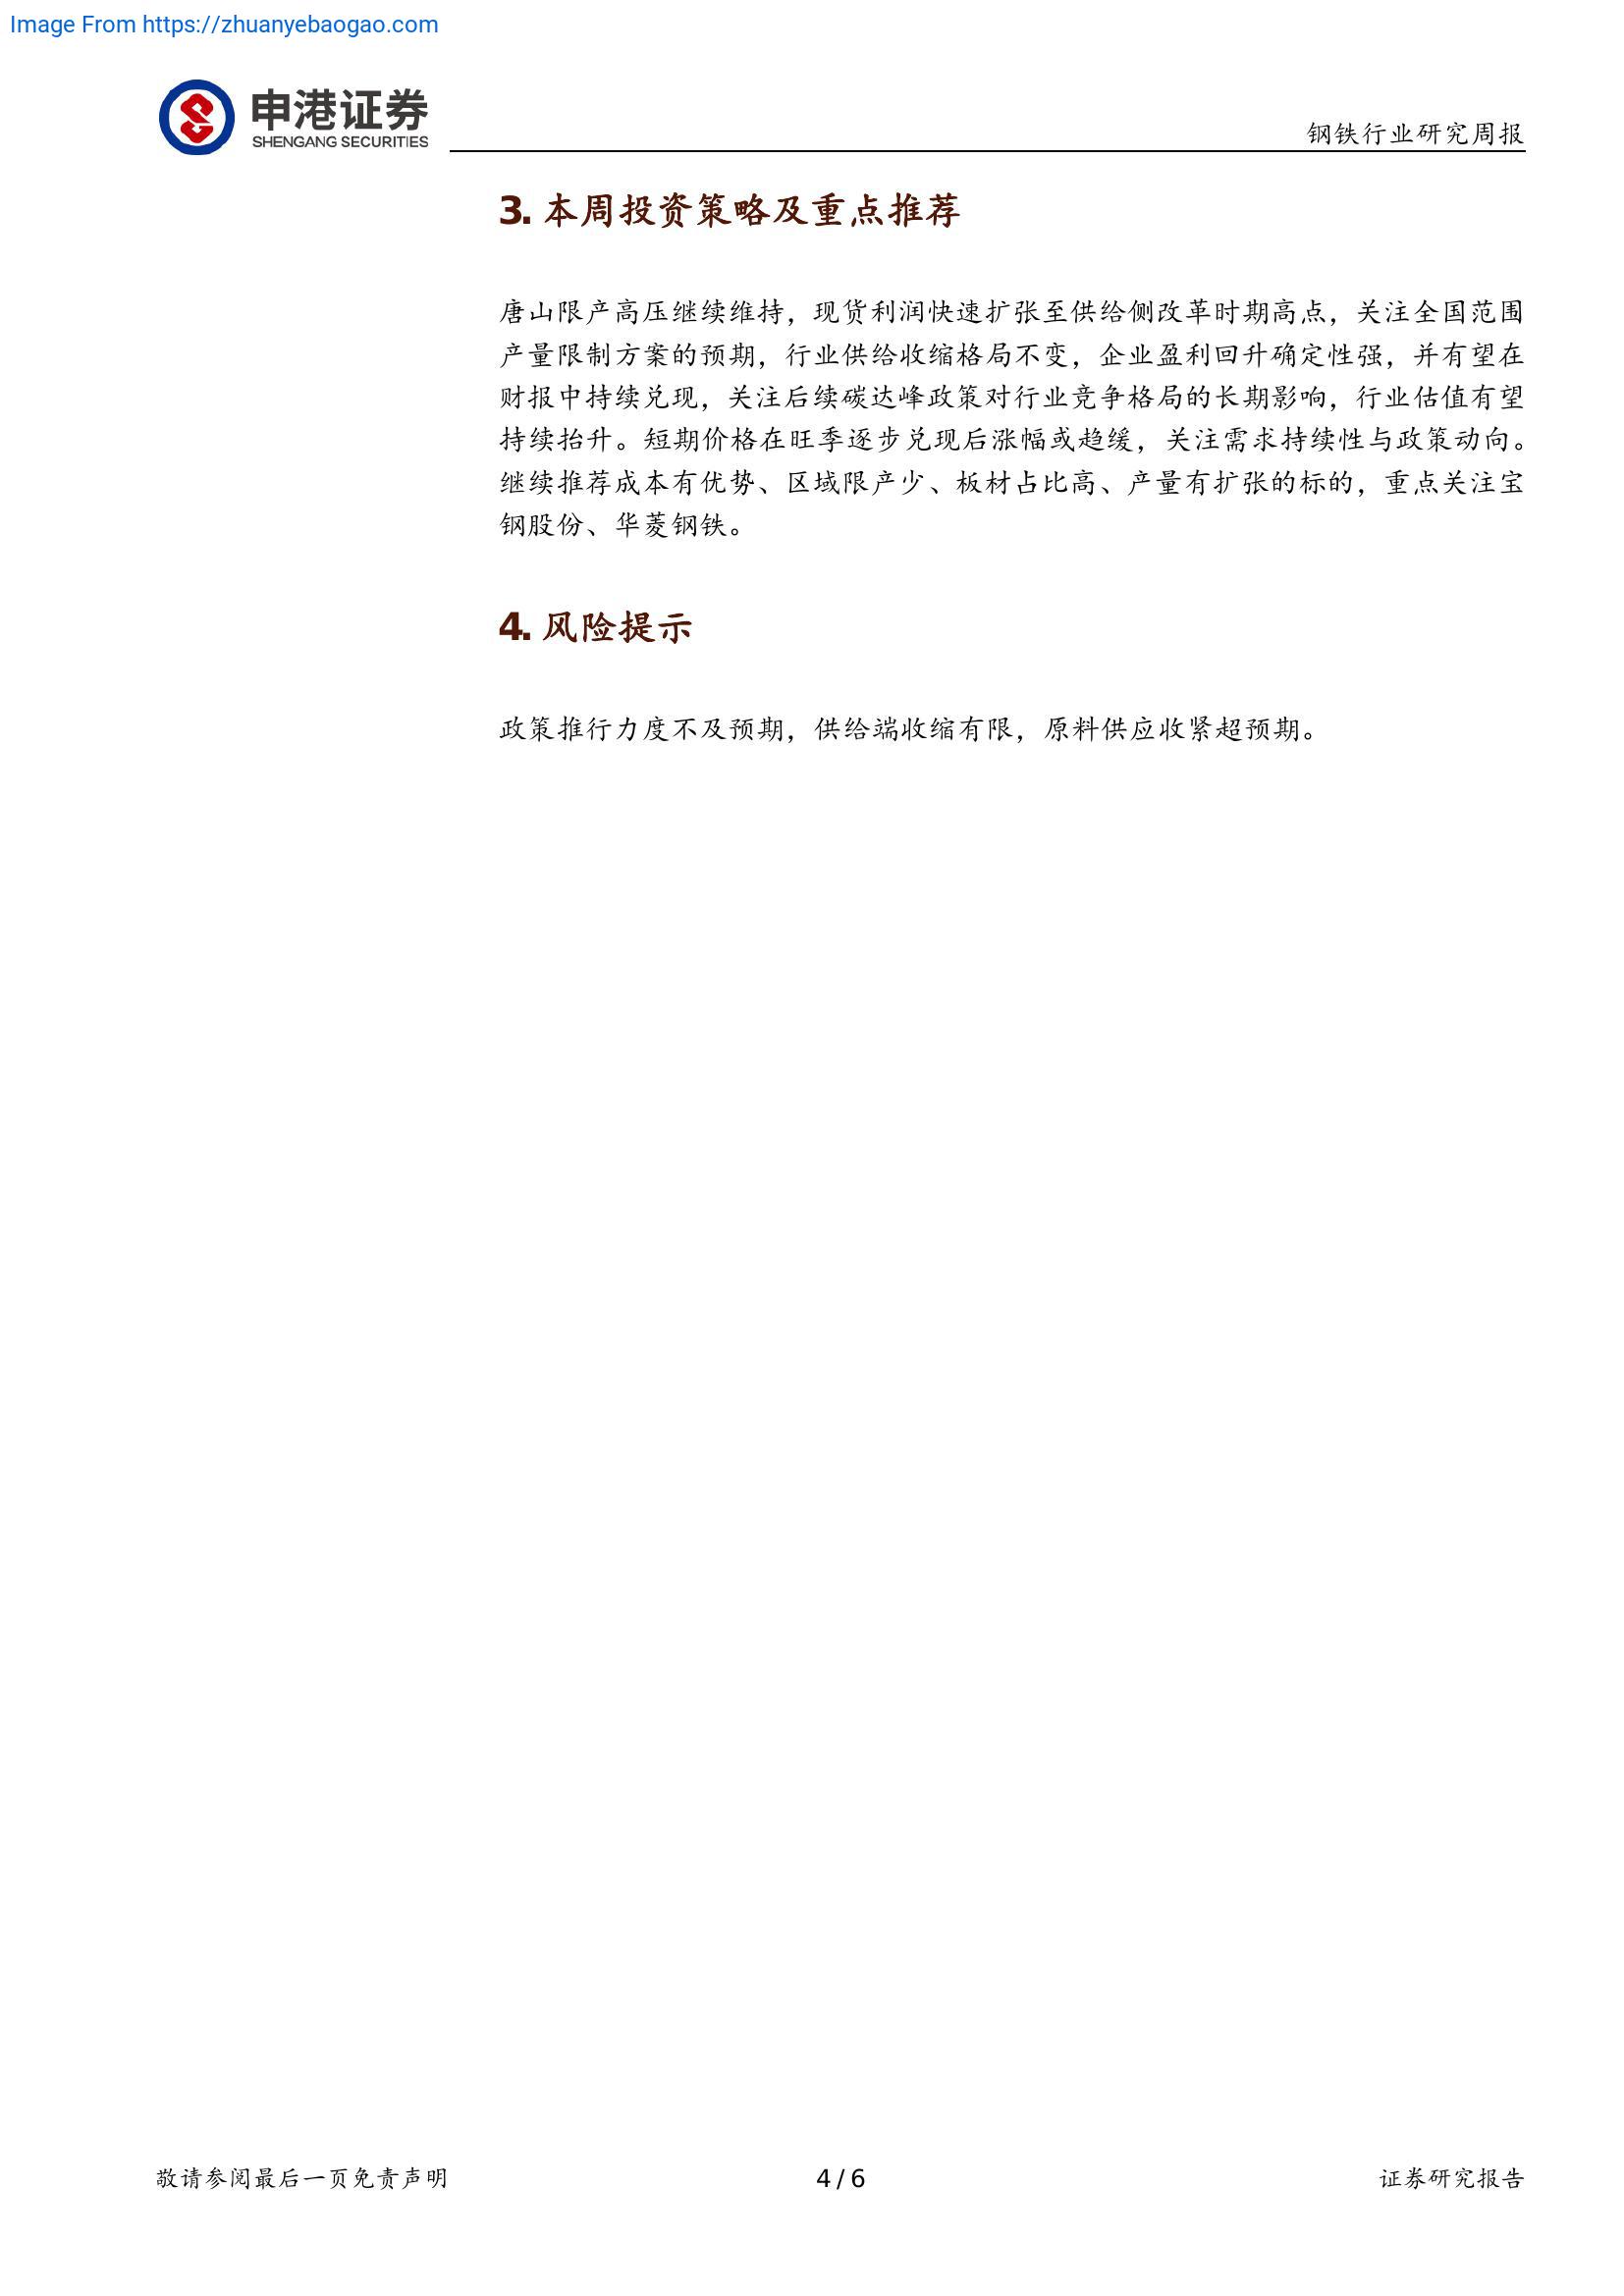 Image From https://zhuanyebaogao.com
申港证券
SHENGANG SECURITIES
钢铁行业研究周报
3. 本周投资策略及重点推荐
唐山限产高压继续维持，现货利润快速扩张至供给侧改革时期高点，关注全国范围
产量限制方案的预期，行业供给收缩格局不变，企业盈利回升确定性强，并有望在
财报中持续兑现，关注后续碳达峰政策对行业竞争格局的长期影响，行业估值有望
持续抬升。短期价格在旺季逐步兑现后涨幅或趋缓，关注需求持续性与政策动向。
继续推荐成本有优势、区域限产少、板材占比高、产量有扩张的标的，重点关注宝
钢股份、华菱钢铁。
4. 风险提示
政策推行力度不及预期，供给端收缩有限，原料供应收紧超预期。
敬请参阅最后一页免责声明
4 / 6
证券研究报告